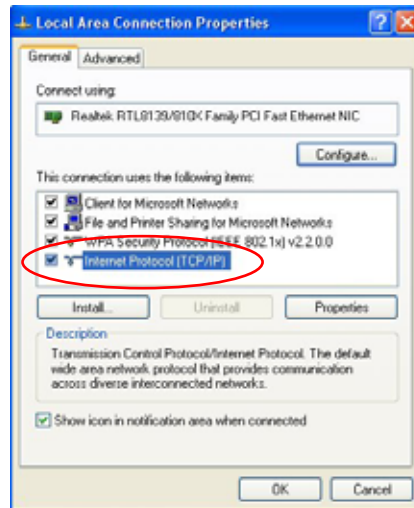 Local Area Connection Properties
General Advanced
Connect using:
Realtek RTL8139/810X Family PCI Fast Ethernet NIC
Configure...
This connection uses the following items:
Client for Microsoft Networks
File and Printer Sharing for Microsoft Networks
WPA Security Protocol (IEEE 802.1x) v2.2.0.0
Internet Protocol (TCP/IP)
Install... Uninstall Properties
Description
Transmission Control Protocol/Internet Protocol. The default
wide area network protocol that provides communication
across diverse interconnected networks.
Show icon in notification area when connected
OK Cancel